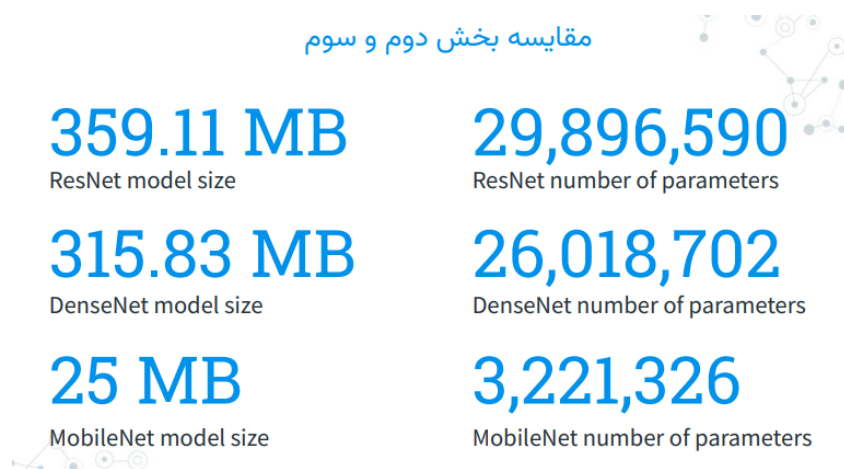 مقایسه بخش دوم و سوم
359.11 MB
ResNet model size
29,896,590
ResNet number of parameters
315.83 MB
DenseNet model size
26,018,702
DenseNet number of parameters
25 MB
MobileNet model size
3,221,326
MobileNet number of parameters